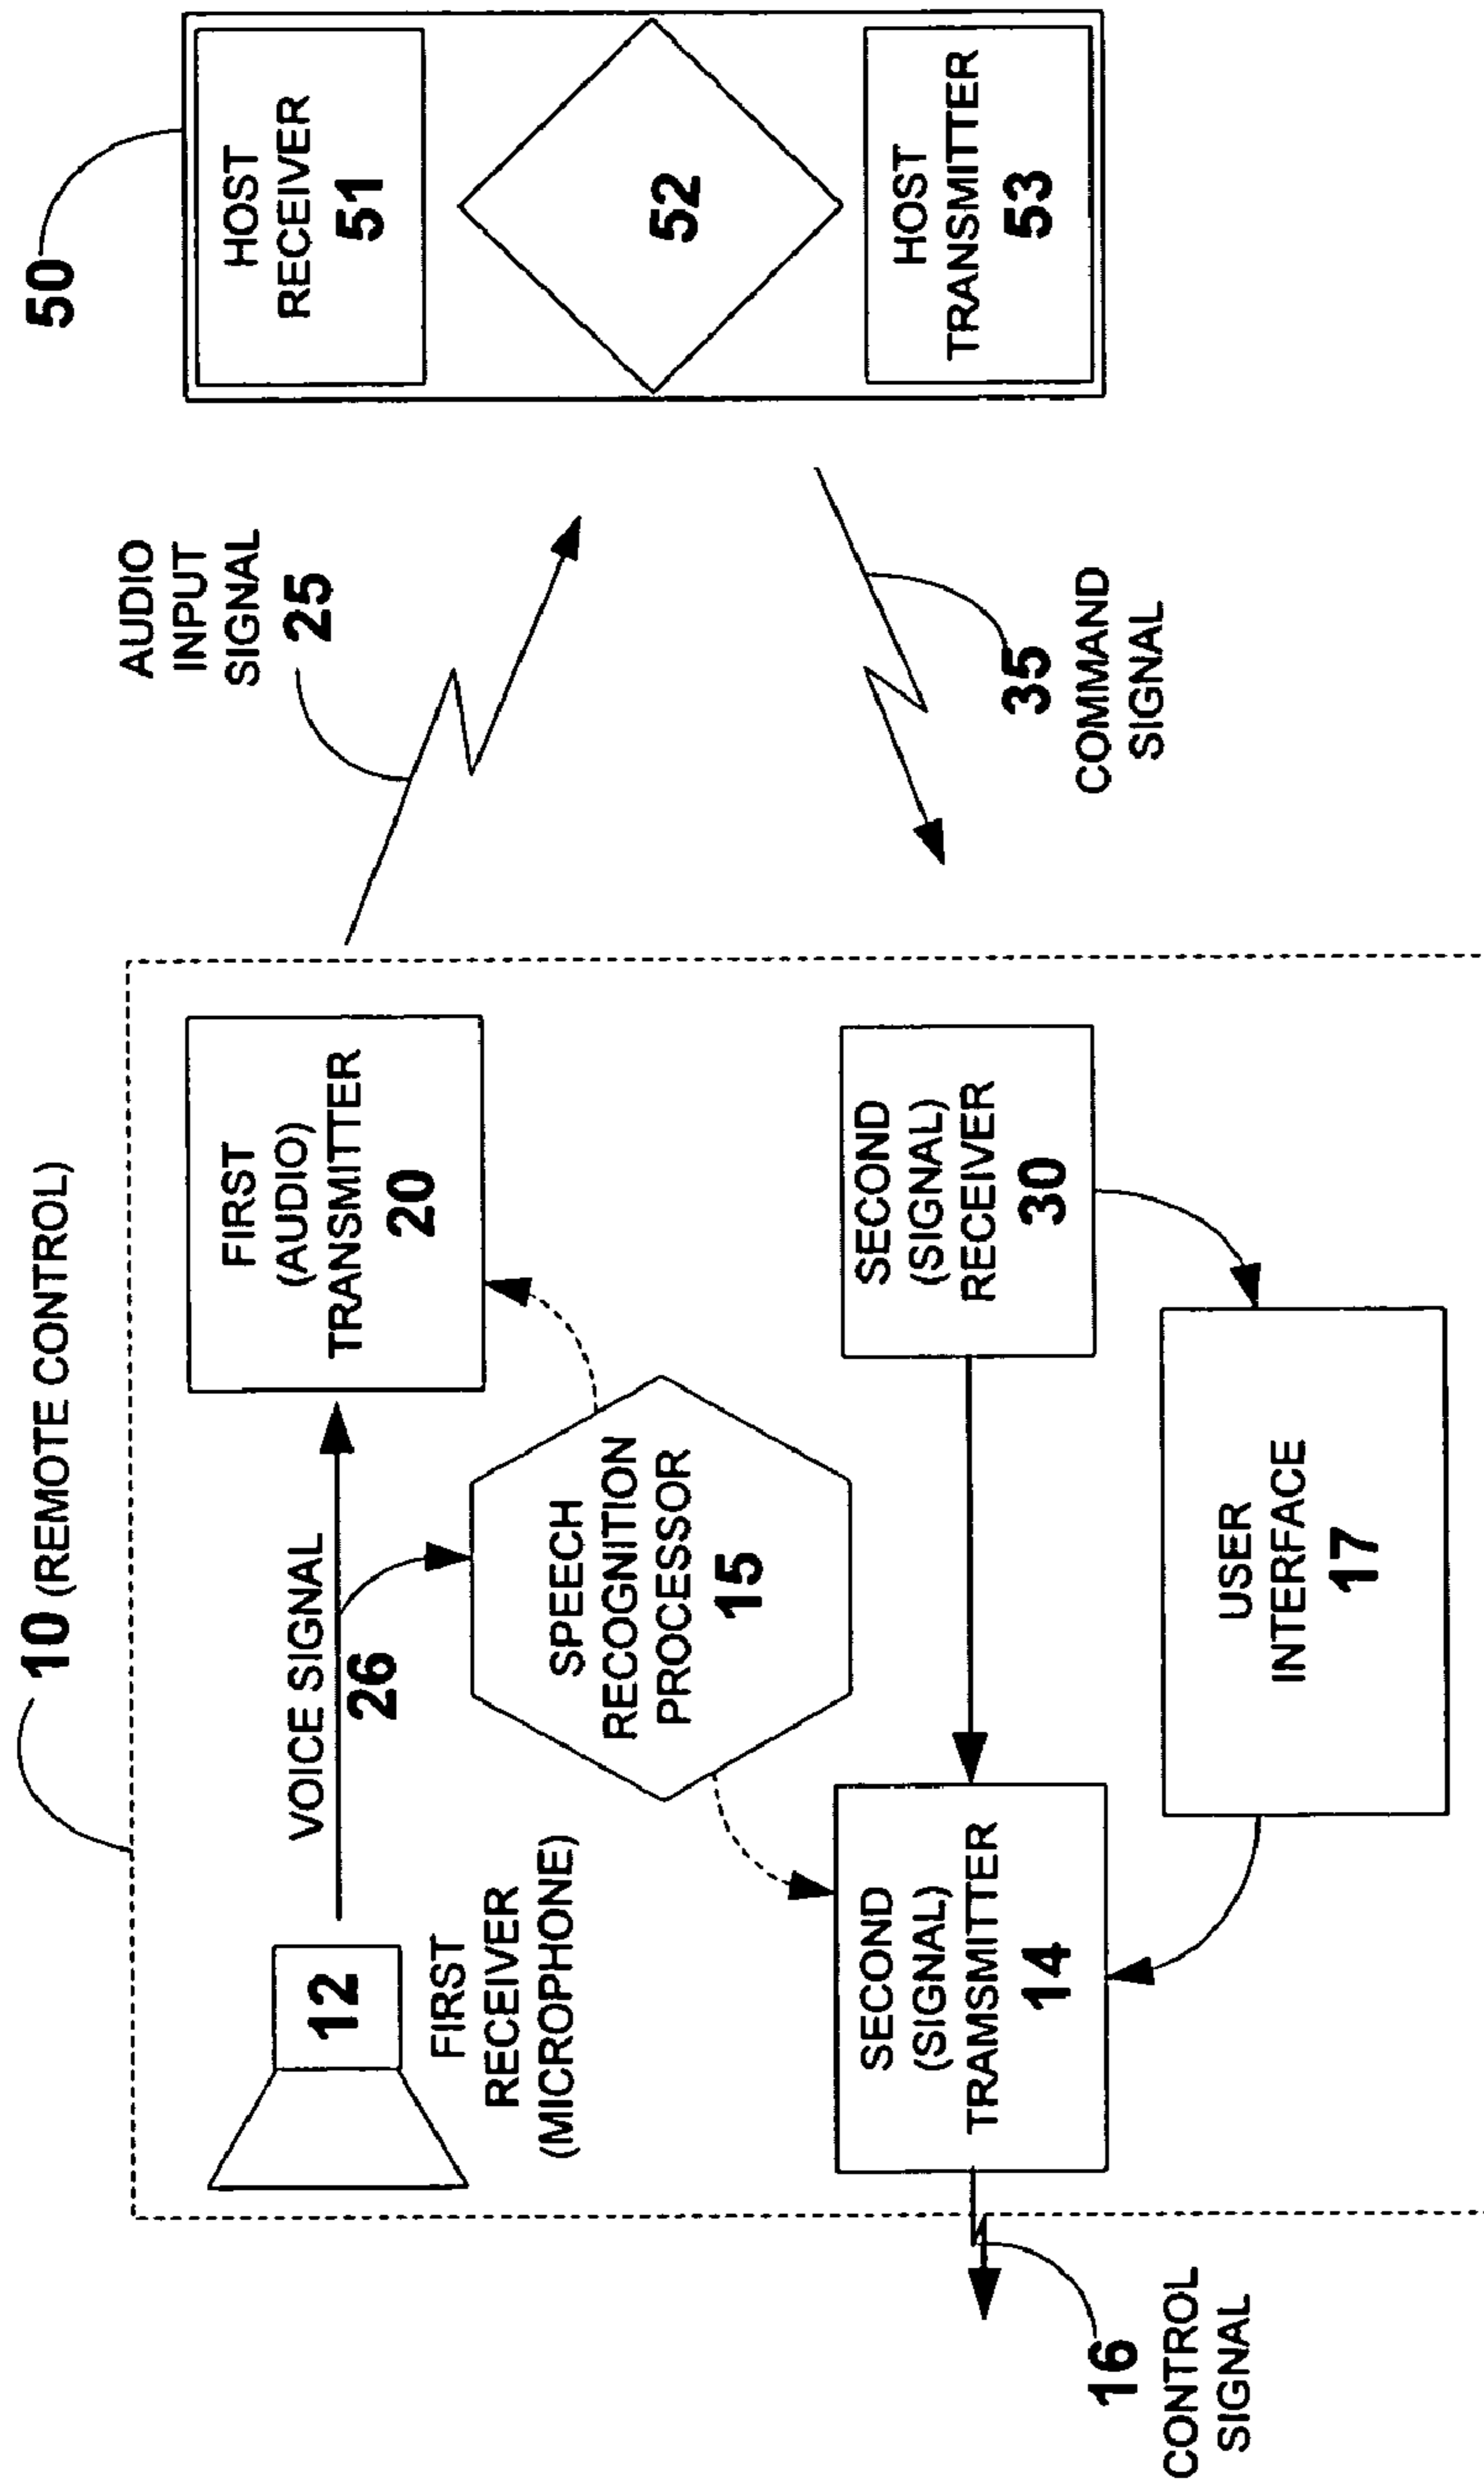 10 (REMOTE CONTROL)
VOICE SIGNAL
26
12
FIRST
RECEIVER
(MICROPHONE)
FIRST
(AUDIO)
TRANSMITTER
20
SPEECH
RECOGNITION
PROCESSOR
15
SECOND
(SIGNAL)
TRAMSMITTER
14
SECOND
(SIGNAL)
RECEIVER
30
USER
INTERFACE
17
16
CONTROL
SIGNAL
AUDIO
INPUT
SIGNAL
25
35
COMMAND
SIGNAL
50
HOST
RECEIVER
51
52
HOST
TRANSMITTER
53